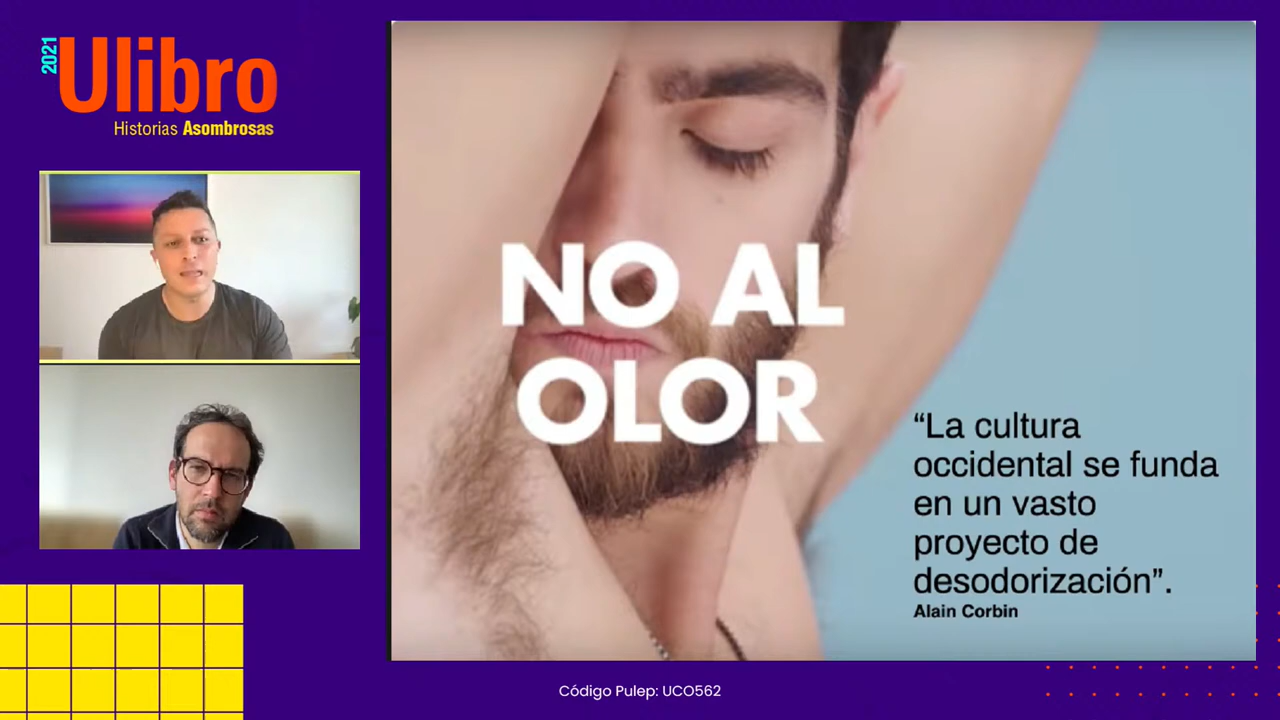 2021
Ulibro
Historias Asombrosas
NO AL
OLOR
“La cultura
occidental se funda
en un vasto
proyecto de
desodorización”.
Alain Corbin
Código Pulep: UCO562